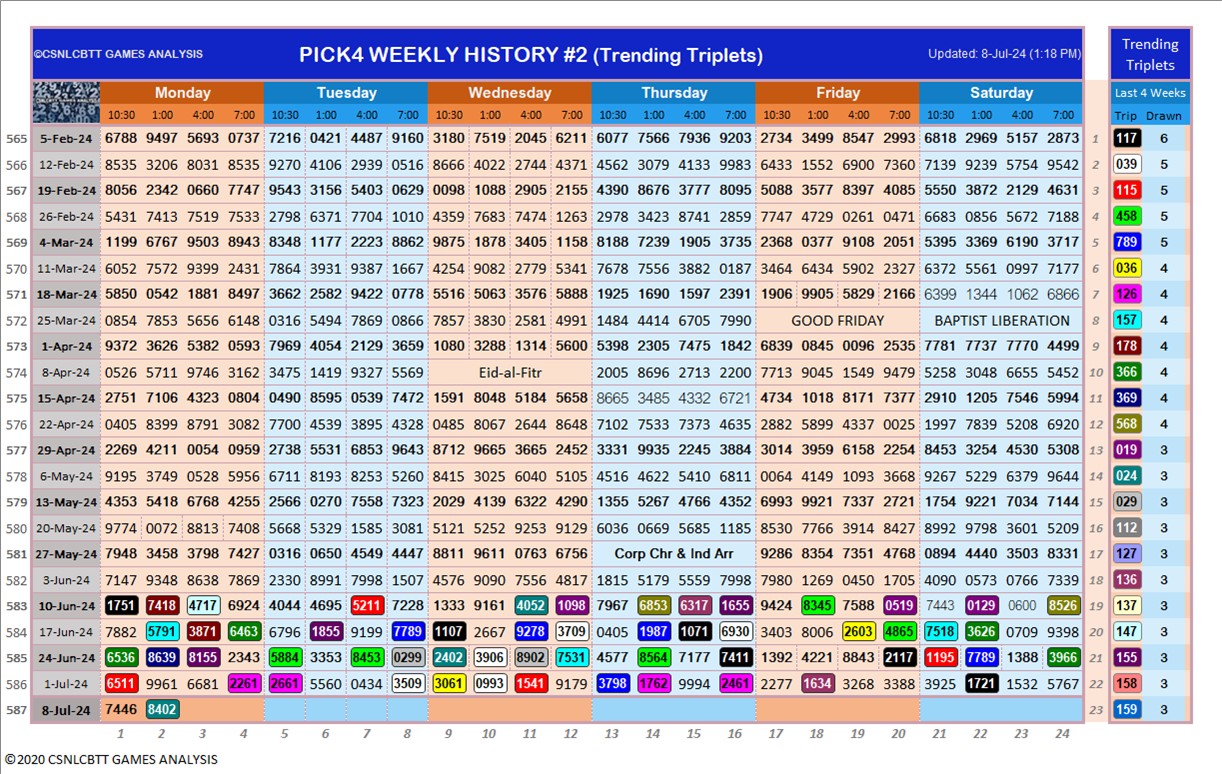 ©CSNLCBTT GAMES ANALYSIS PICK4 WEEKLY HISTORY #2 (Trending Triplets) Updated: 8-Jul-24 (1:18 PM) Trending Triplets
Monday Tuesday Wednesday Thursday Friday Saturday Last 4 Weeks
10:30 1:00 4:00 7:00 10:30 1:00 4:00 7:00 10:30 1:00 4:00 7:00 10:30 1:00 4:00 7:00 10:30 1:00 4:00 7:00 10:30 1:00 4:00 7:00 Trip Drawn
565 5-Feb-24 6788 9497 5693 0737 7216 0421 4487 9160 3180 7519 2045 6211 6077 7566 7936 9203 2734 3499 8547 2993 6818 2969 5157 2873 1 117 6
566 12-Feb-24 8535 3206 8031 8535 9270 4106 2939 0516 6666 4022 2744 4371 4562 3079 4133 9983 6433 1552 6900 7360 7139 9239 5754 9542 2 039 5
567 19-Feb-24 8056 2342 0660 7747 9543 3156 5403 0629 0098 1088 2905 2155 4390 8676 3777 8095 5088 3577 8397 4085 5550 3872 2129 4631 3 115 5
568 26-Feb-24 5431 7413 7519 7533 2798 6371 7704 1010 4359 7683 7474 1263 2978 3423 8741 2859 7747 4729 0261 0471 6683 0856 5672 7188 4 458 5
569 4-Mar-24 1199 6767 9503 8943 8348 1177 2223 8862 9875 1878 3405 1158 8188 7239 1905 3735 2368 0377 9108 2051 5395 3369 6190 3717 5 789 5
570 11-Mar-24 6052 7572 9399 2431 7864 3931 9387 1667 4254 9082 2779 5341 7678 7556 3882 0187 3464 6434 5902 2327 6372 5561 0997 7177 6 036 4
571 18-Mar-24 5850 0542 1881 8497 3662 2582 9422 0778 5516 5063 3576 5888 1925 1690 1597 2391 1906 9905 5829 2166 6399 1344 1062 6866 7 126 4
572 25-Mar-24 0854 7853 5656 6148 0316 5494 7869 0866 7857 3830 2581 4991 1484 4414 6705 7990 GOOD FRIDAY BAPTIST LIBERATION 8 157 4
573 1-Apr-24 9372 3626 5382 0593 7969 4054 2129 3659 1080 3288 1314 5600 5398 2305 7475 1842 6839 0845 0096 2535 7781 7737 7770 4499 9 178 4
574 8-Apr-24 0526 5711 9746 3162 3475 1419 9327 5569 Eid-al-Fitr 2005 8696 2713 2200 7713 9045 1549 9479 5258 3048 6655 5452 10 366 4
575 15-Apr-24 2751 7106 4323 0804 0490 8595 0539 7472 1591 8048 5184 5658 8665 3485 4332 6721 4734 1018 8171 7377 2910 1205 7546 5994 11 369 4
576 22-Apr-24 0405 8399 8791 3082 7700 4539 3895 4328 0485 8067 2644 8648 7102 7533 7373 4635 2882 5899 4337 0025 1997 7839 5208 6920 12 568 4
577 29-Apr-24 2269 4211 0054 0959 2738 5531 6853 9643 8712 9665 3665 2452 3331 9935 2245 3884 3014 3959 6158 2254 8453 3254 4530 5308 13 019 3
578 6-May-24 9195 3749 0528 5956 6711 8193 8253 5260 8415 3025 6040 5105 4516 4622 5410 6811 0064 4149 1093 3668 9267 5229 6379 9644 14 024 3
579 13-May-24 4353 5418 6768 4255 2566 0270 7558 7323 2029 4139 6322 4290 1355 5267 4766 4352 6993 9921 7337 2721 1754 9221 7034 7144 15 029 3
580 20-May-24 9774 0072 8813 7408 5668 5329 1585 3081 5121 5252 9253 9129 6036 0669 5685 1185 8530 7766 3914 8427 8992 9798 3601 5209 16 112 3
581 27-May-24 7948 3458 3798 7427 0316 0650 4549 4447 8811 9611 0763 6756 Corp Chr & Ind Arr 9286 8354 7351 4768 0894 4440 3503 8331 17 127 3
582 3-Jun-24 7147 9348 8638 7869 2330 8991 7998 1507 4576 9090 7556 4817 1815 5179 5559 7998 7980 1269 0450 1705 4090 0573 0766 7339 18 136 3
583 10-Jun-24 1751 7418 4717 6924 4044 4695 5211 7228 1333 9161 4052 1098 7967 6853 6317 1655 9424 8345 7588 0519 7443 0129 0600 8526 19 137 3
584 17-Jun-24 7882 5791 3871 6463 6796 1855 9199 7789 1107 2667 9278 3709 0405 1987 1071 6930 3403 8006 2603 4865 7518 3626 0709 9398 20 147 3
585 24-Jun-24 6536 8639 8155 2343 5884 3353 8453 0299 2402 3906 8902 7531 4577 8564 7177 7411 1392 4221 8843 2117 1195 7789 1388 3966 21 155 3
586 1-Jul-24 6511 9961 6681 2261 2661 5560 0434 3509 3061 0993 1541 9179 3798 1762 9994 2461 2277 1634 3268 3388 3925 1721 1532 5767 22 158 3
587 8-Jul-24 7446 8402 23 159 3
1 2 3 4 5 6 7 8 9 10 11 12 13 14 15 16 17 18 19 20 21 22 23 24
©2020 CSNLCBTT GAMES ANALYSIS